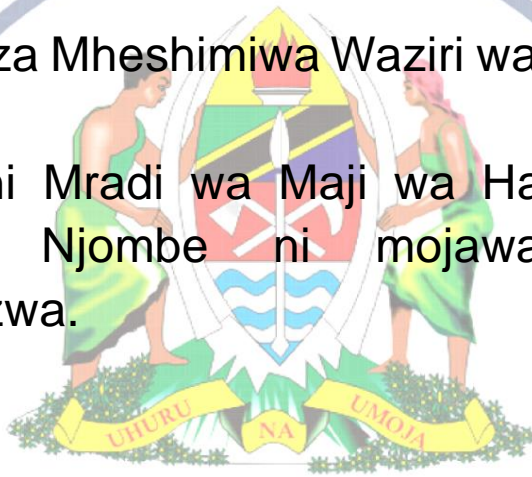 za Mheshimiwa Waziri wa
ni Mradi wa Maji wa Ha
Njombe ni mojawa
zwa.
UHURU NA UMOJA